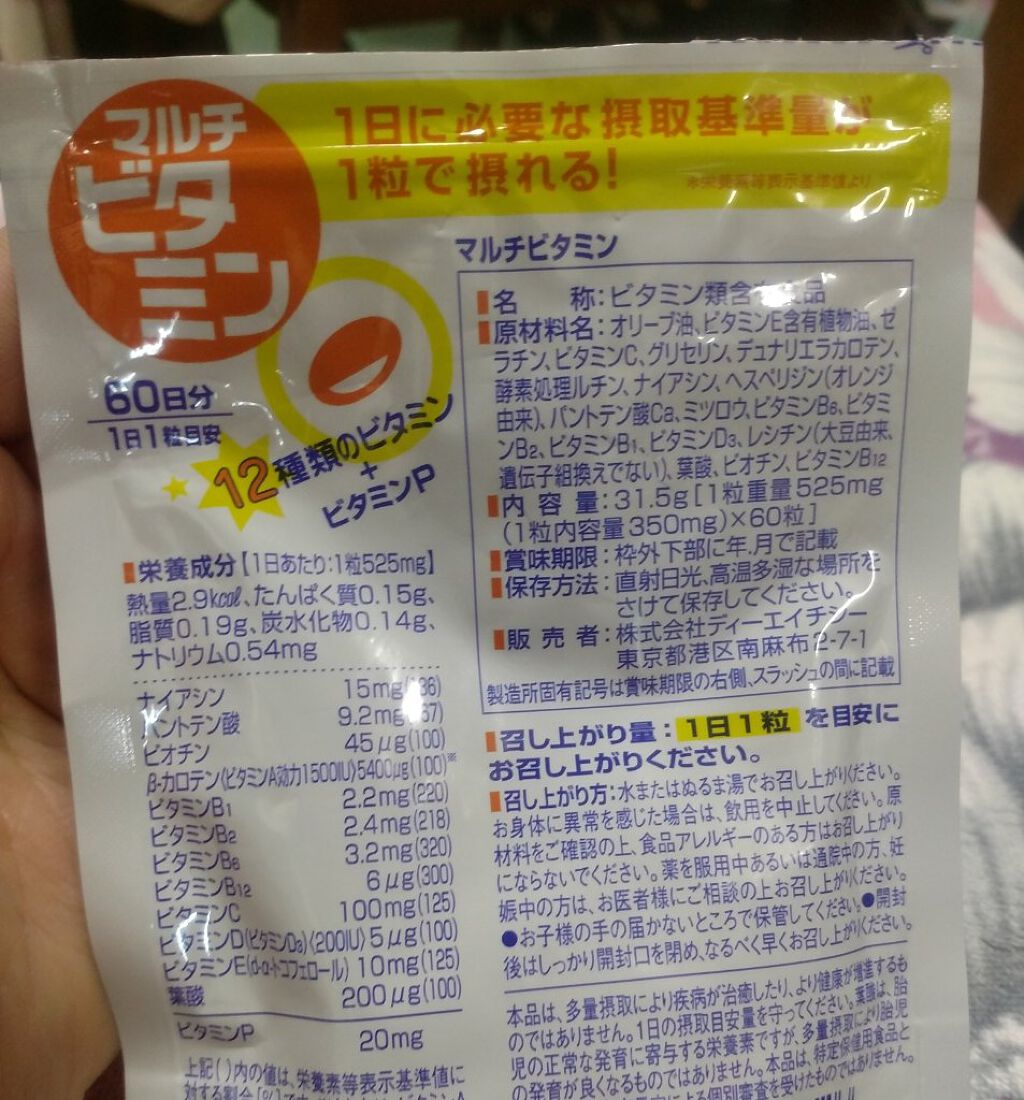 マルチ
ビタ
ミン
1日に必要な摂取基準量が
1粒で摂れる!
※栄養素等表示基準値より
60日分
1日1粒目安
12種類のビタミン
+
ビタミンP
栄養成分【1日あたり:1粒525mg】
熱量2.9kcal、たんぱく質0.15g、
脂質0.19g、炭水化物0.14g、
ナトリウム0.54mg
ナイアシン 15mg(136)
パントテン酸 9.2mg(167)
ビオチン 45μg(100)
β-カロテン(ビタミンA効力1500IU)5400μg(100)※
ビタミンB1 2.2mg(220)
ビタミンB2 2.4mg(218)
ビタミンB6 3.2mg(320)
ビタミンB12 6μg(300)
ビタミンC 100mg(125)
ビタミンD(ビタミンD3)〈200IU〉5μg(100)
ビタミンE(d-α-トコフェロール) 10mg(125)
葉酸 200μg(100)
ビタミンP 20mg
上記( )内の値は、栄養素等表示基準値に
マルチビタミン
名 称:ビタミン類含有食品
原材料名:オリーブ油、ビタミンE含有植物油、ゼ
ラチン、ビタミンC、グリセリン、デュナリエラカロテン、
酵素処理ルチン、ナイアシン、ヘスペリジン(オレンジ
由来)、パントテン酸Ca、ミツロウ、ビタミンB6、ビタミ
ンB2、ビタミンB1、ビタミンD3、レシチン(大豆由来、
遺伝子組換えでない)、葉酸、ビオチン、ビタミンB12
内 容 量:31.5g[1粒重量525mg
(1粒内容量350mg)×60粒]
賞味期限:枠外下部に年.月で記載
保存方法:直射日光、高温多湿な場所を
さけて保存してください。
販 売 者:株式会社ディーエイチシー
東京都港区南麻布2-7-1
製造所固有記号は賞味期限の右側、スラッシュの間に記載
召し上がり量:1日1粒を目安に
お召し上がりください。
召し上がり方:水またはぬるま湯でお召し上がりください。
お身体に異常を感じた場合は、飲用を中止してください。原
材料をご確認の上、食品アレルギーのある方はお召し上がり
にならないでください。薬を服用中あるいは通院中の方、妊
娠中の方は、お医者様にご相談の上お召し上がりください。
●お子様の手の届かないところで保管してください。●開封
後はしっかり開封口を閉め、なるべく早くお召し上がりください。
本品は、多量摂取により疾病が治癒したり、より健康が増進するも
のではありません。1日の摂取目安量を守ってください。葉酸は、胎
児の正常な発育に寄与する栄養素ですが、多量摂取により胎児
の発育が良くなるものではありません。本品は、特定保健用食品と
による個別審査を受けたものではありません。